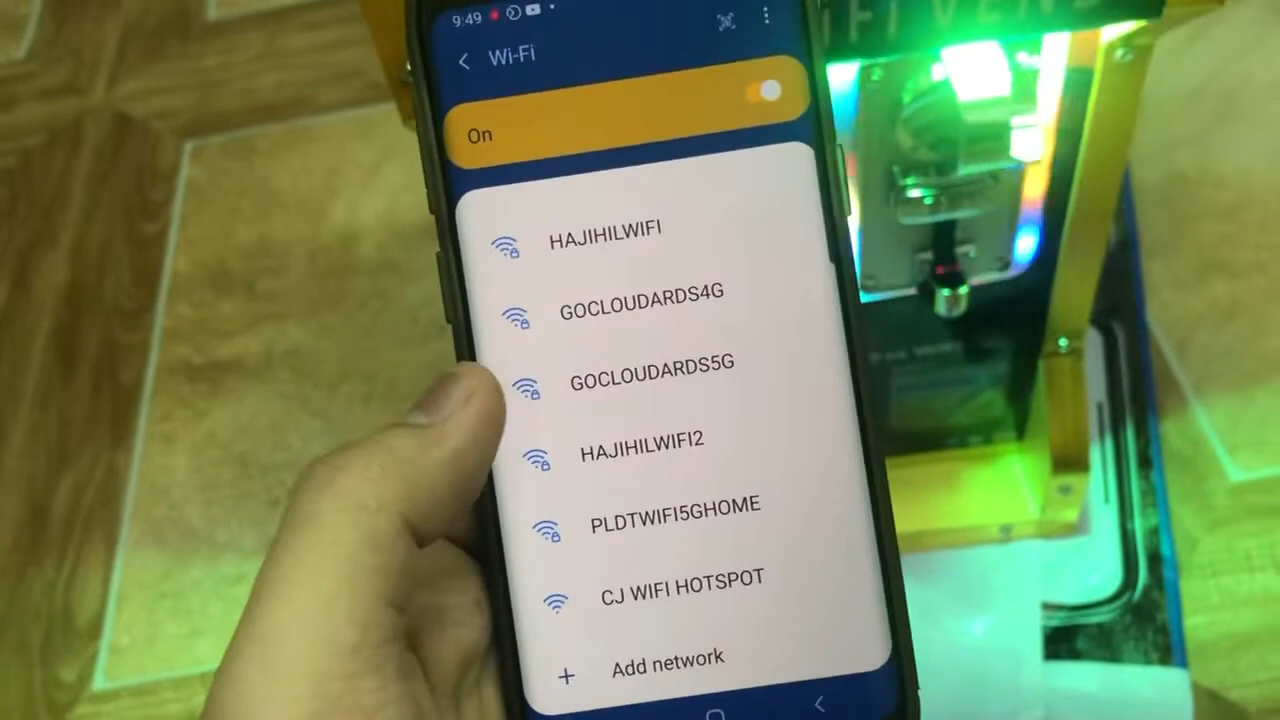 9:49
Wi-Fi
On
HAJIHILWIFI
GOCLOUDARDS4G
GOCLOUDARDS5G
HAJIHILWIFI2
PLDTWIFI5GHOME
CJ WIFI HOTSPOT
Add network